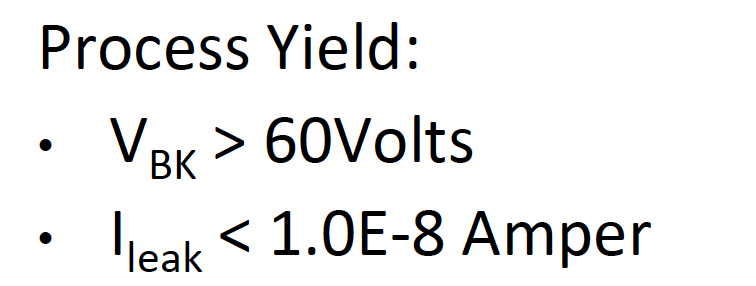 Process Yield:
• V_BK > 60Volts
• I_leak < 1.0E-8 Amper